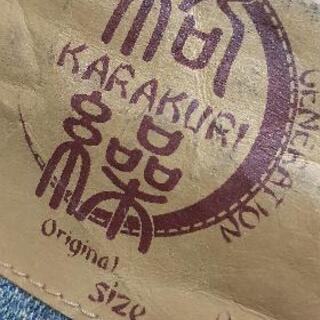 KARAKURI
繰
GENERATION
Original
size